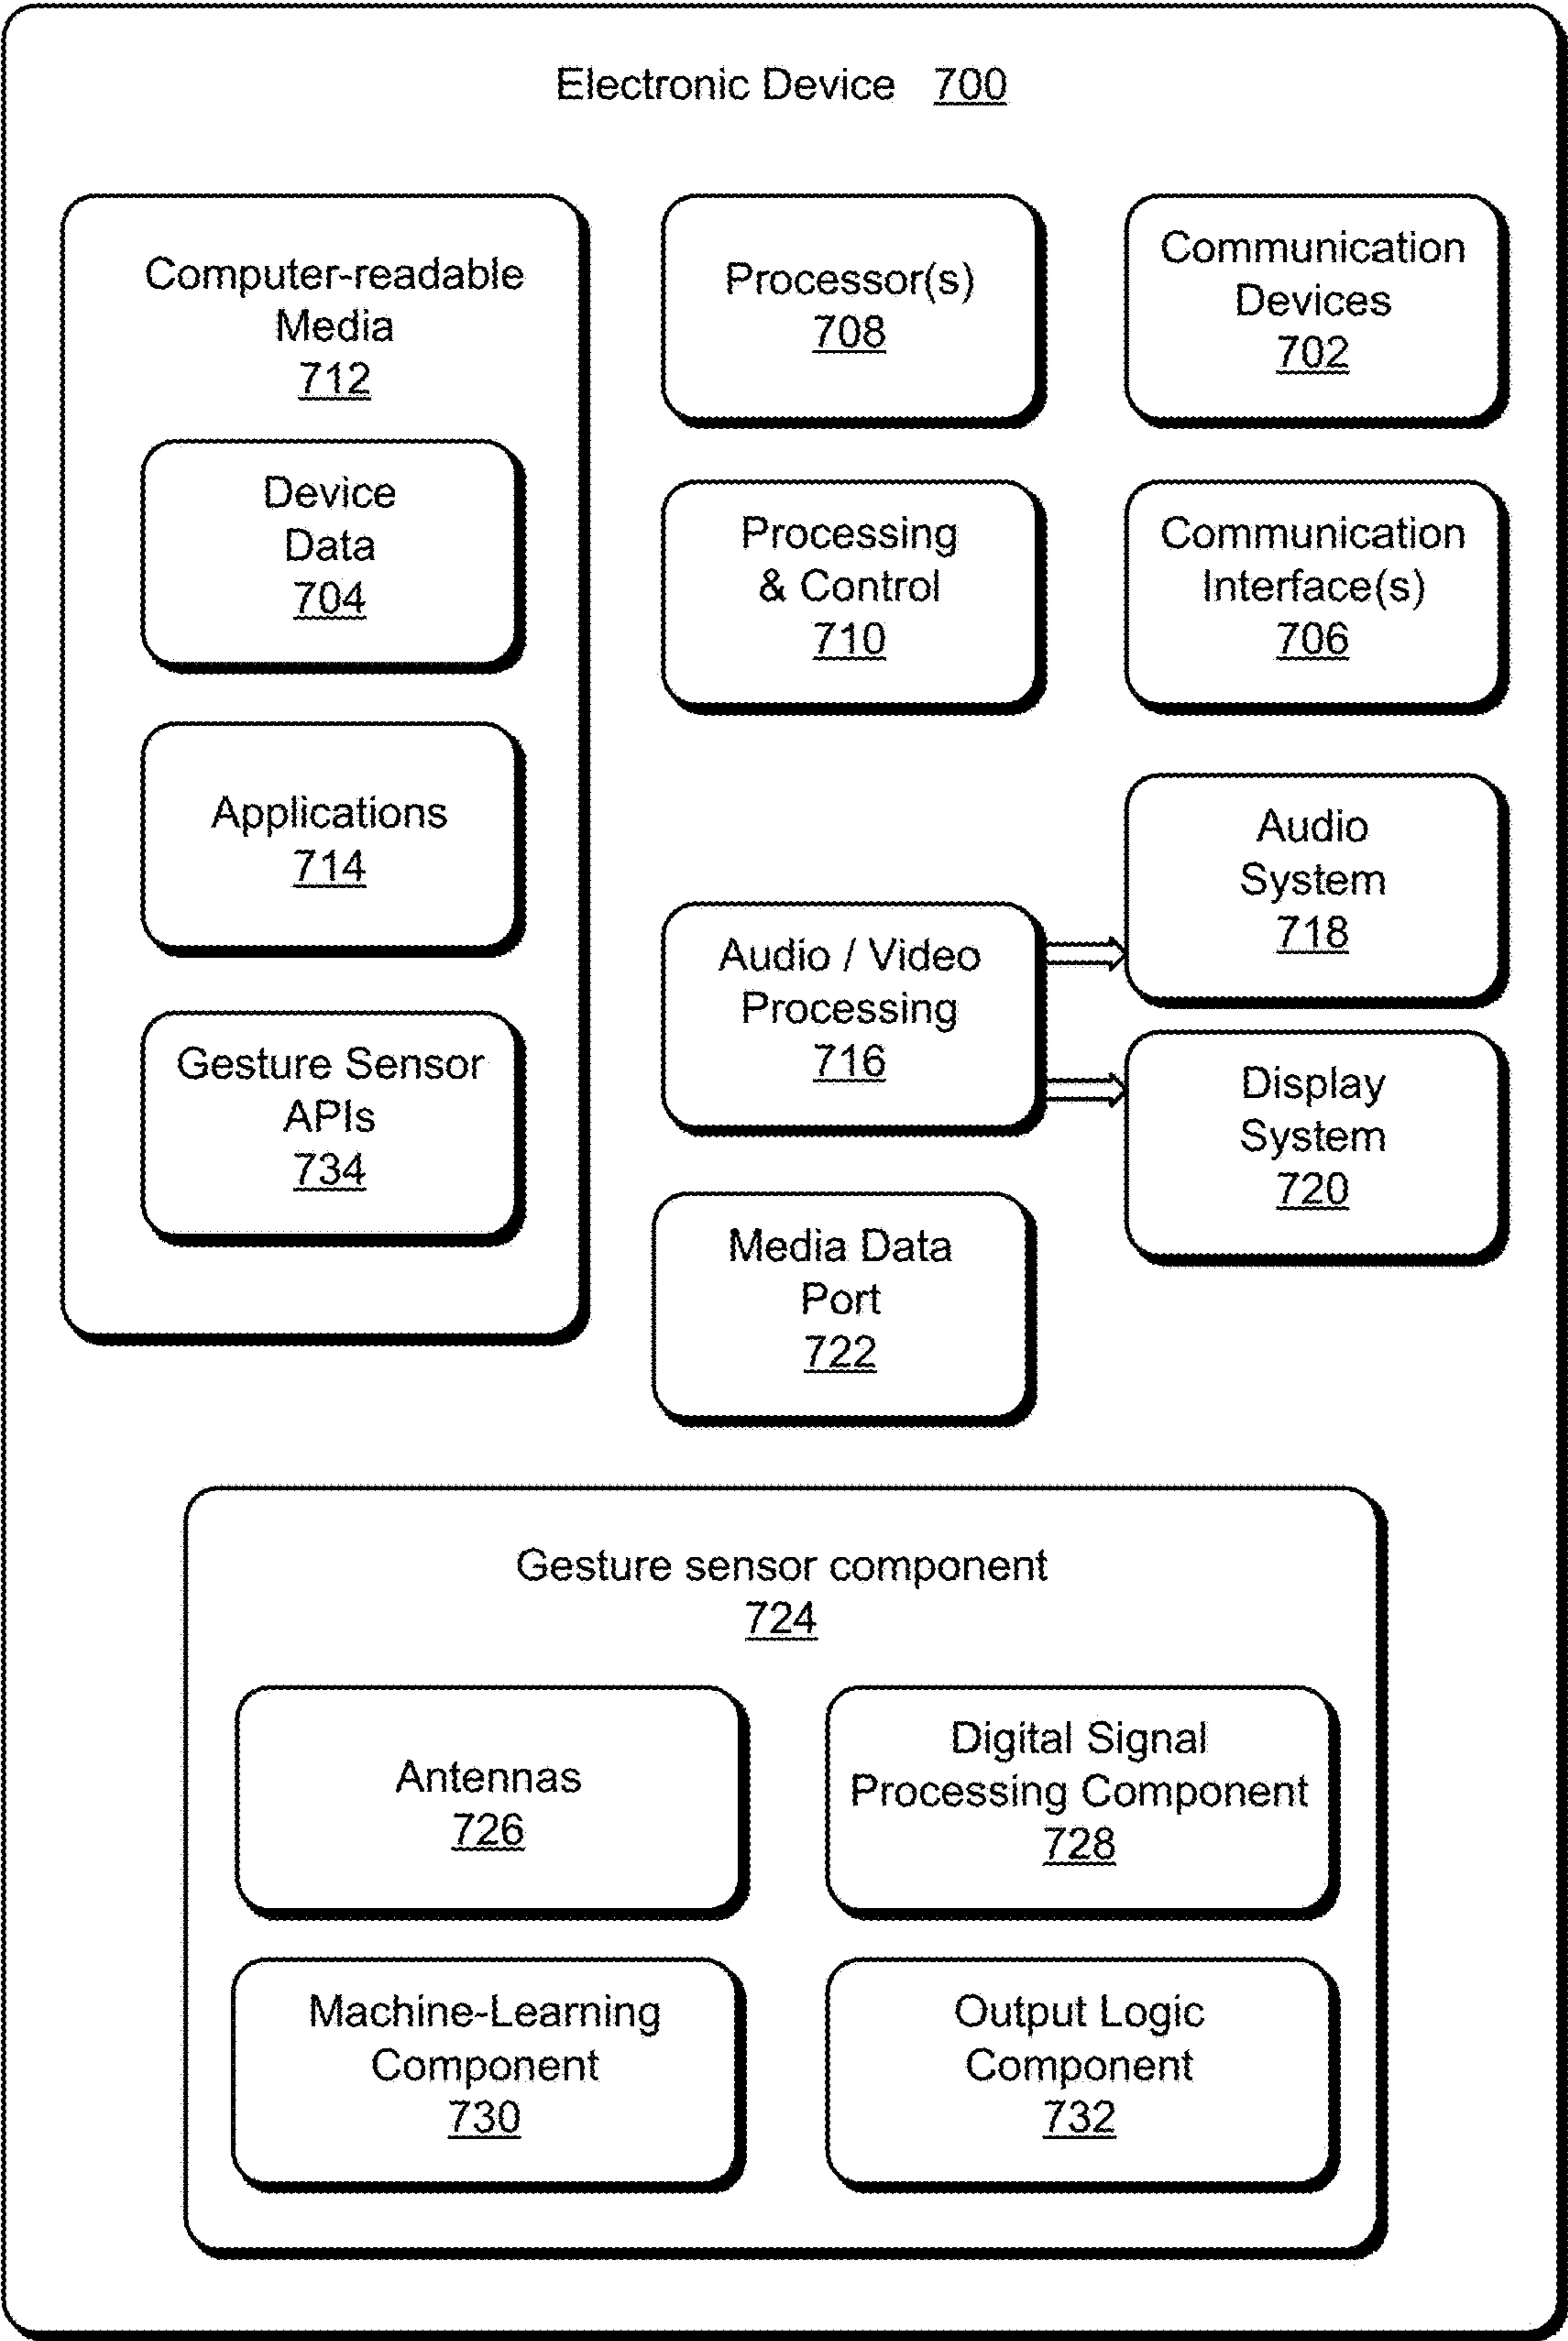 Electronic Device 700
Computer-readable
Media
712
Device
Data
704
Applications
714
Gesture Sensor
APIs
734
Processor(s)
708
Communication
Devices
702
Processing
& Control
710
Communication
Interface(s)
706
Audio / Video
Processing
716
Audio
System
718
Display
System
720
Media Data
Port
722
Gesture sensor component
724
Antennas
726
Digital Signal
Processing Component
728
Machine-Learning
Component
730
Output Logic
Component
732